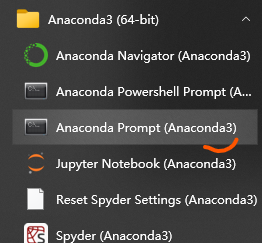 Anaconda3 (64-bit)
Anaconda Navigator (Anaconda3)
Anaconda Powershell Prompt (A...
Anaconda Prompt (Anaconda3)
Jupyter Notebook (Anaconda3)
Reset Spyder Settings (Anaconda3)
Spyder (Anaconda3)